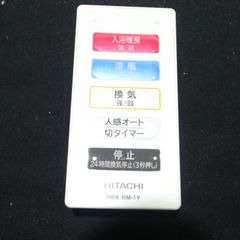 入浴暖房
強/弱
涼風
換気
強/弱
人感オート
切タイマー
停止
24時間換気停止(3秒押し)
HITACHI
HBK-RM-1Y